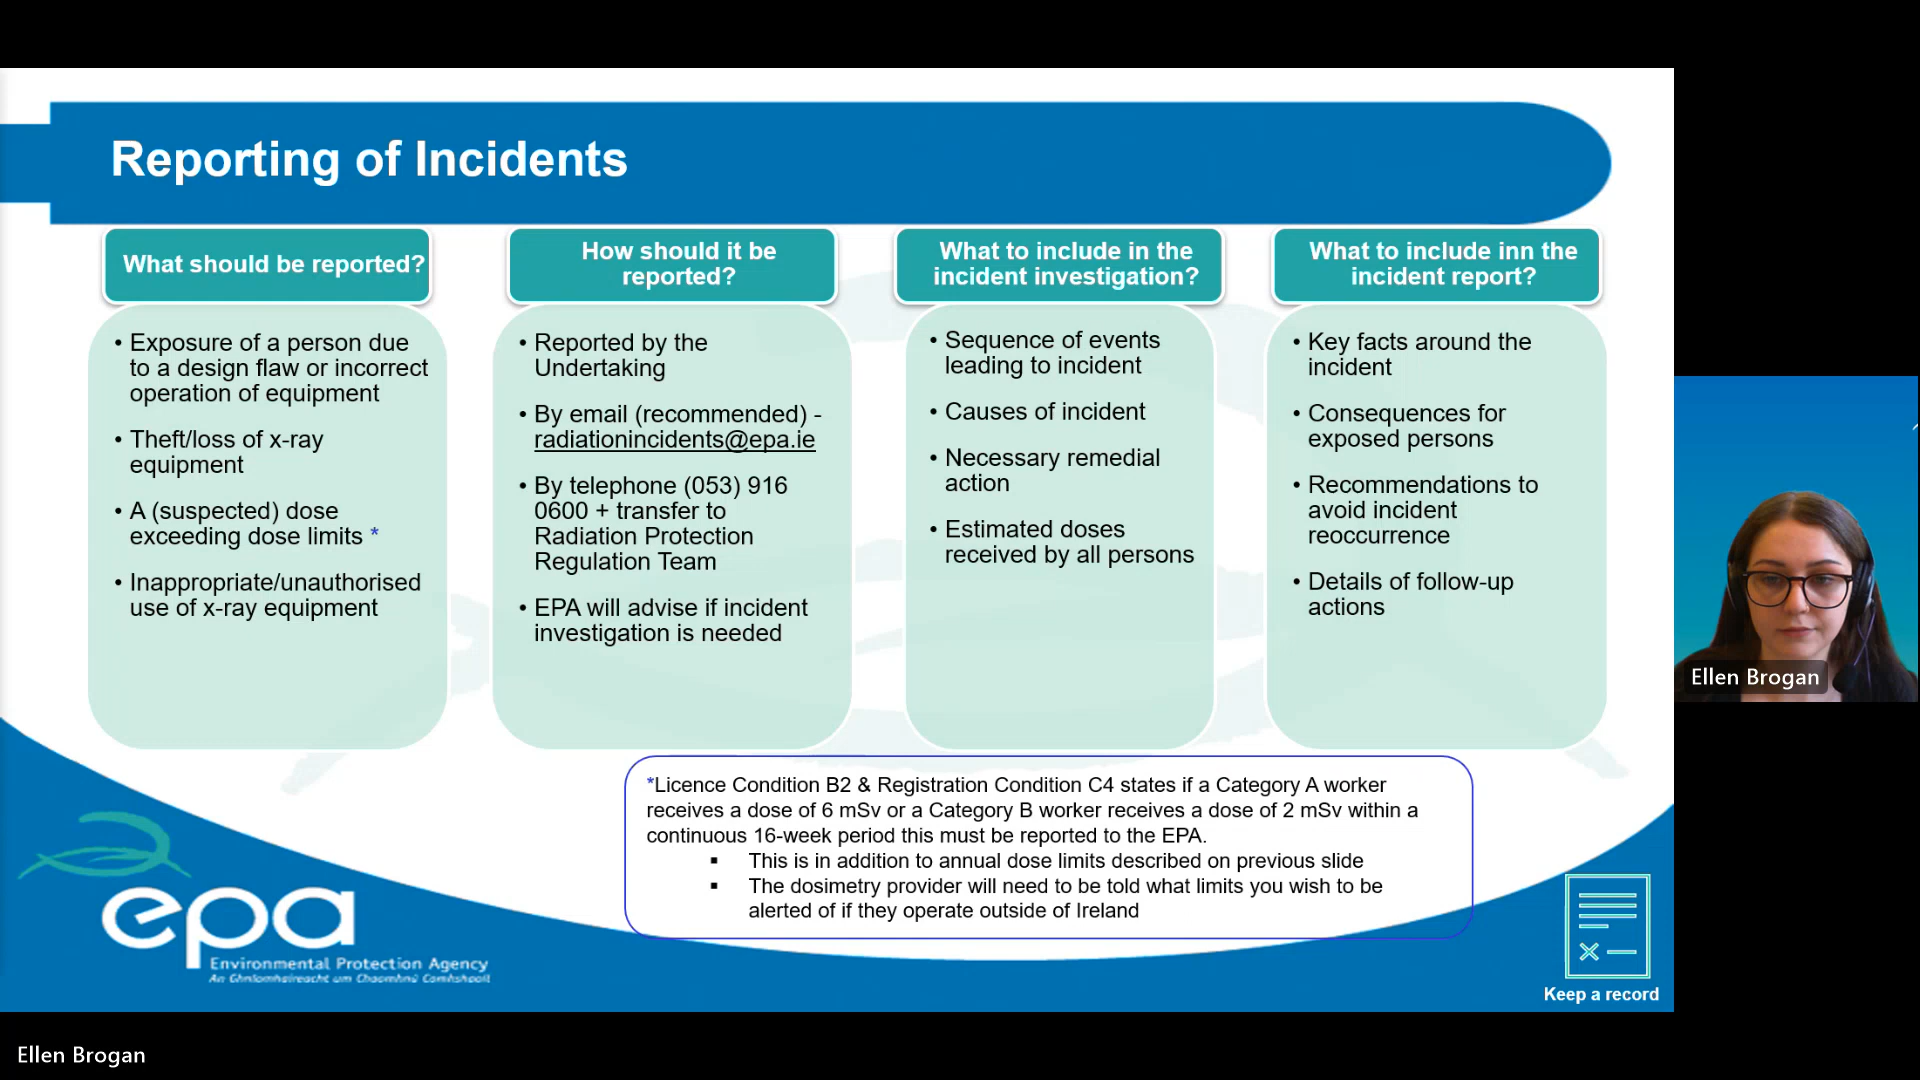 Reporting of Incidents
What should be reported?
• Exposure of a person due
to a design flaw or incorrect
operation of equipment
• Theft/loss of x-ray
equipment
• A (suspected) dose
exceeding dose limits *
• Inappropriate/unauthorised
use of x-ray equipment
How should it be
reported?
• Reported by the
Undertaking
• By email (recommended) -
radiationincidents@epa.ie
• By telephone (053) 916
0600 + transfer to
Radiation Protection
Regulation Team
• EPA will advise if incident
investigation is needed
What to include in the
incident investigation?
• Sequence of events
leading to incident
• Causes of incident
• Necessary remedial
action
• Estimated doses
received by all persons
What to include inn the
incident report?
• Key facts around the
incident
• Consequences for
exposed persons
• Recommendations to
avoid incident
reoccurrence
• Details of follow-up
actions
*Licence Condition B2 & Registration Condition C4 states if a Category A worker
receives a dose of 6 mSv or a Category B worker receives a dose of 2 mSv within a
continuous 16-week period this must be reported to the EPA.
▪ This is in addition to annual dose limits described on previous slide
▪ The dosimetry provider will need to be told what limits you wish to be
alerted of if they operate outside of Ireland
epa
Environmental Protection Agency
An Ghníomhaireacht um Chaomhnú Comhshaoil
Keep a record
Ellen Brogan
Ellen Brogan